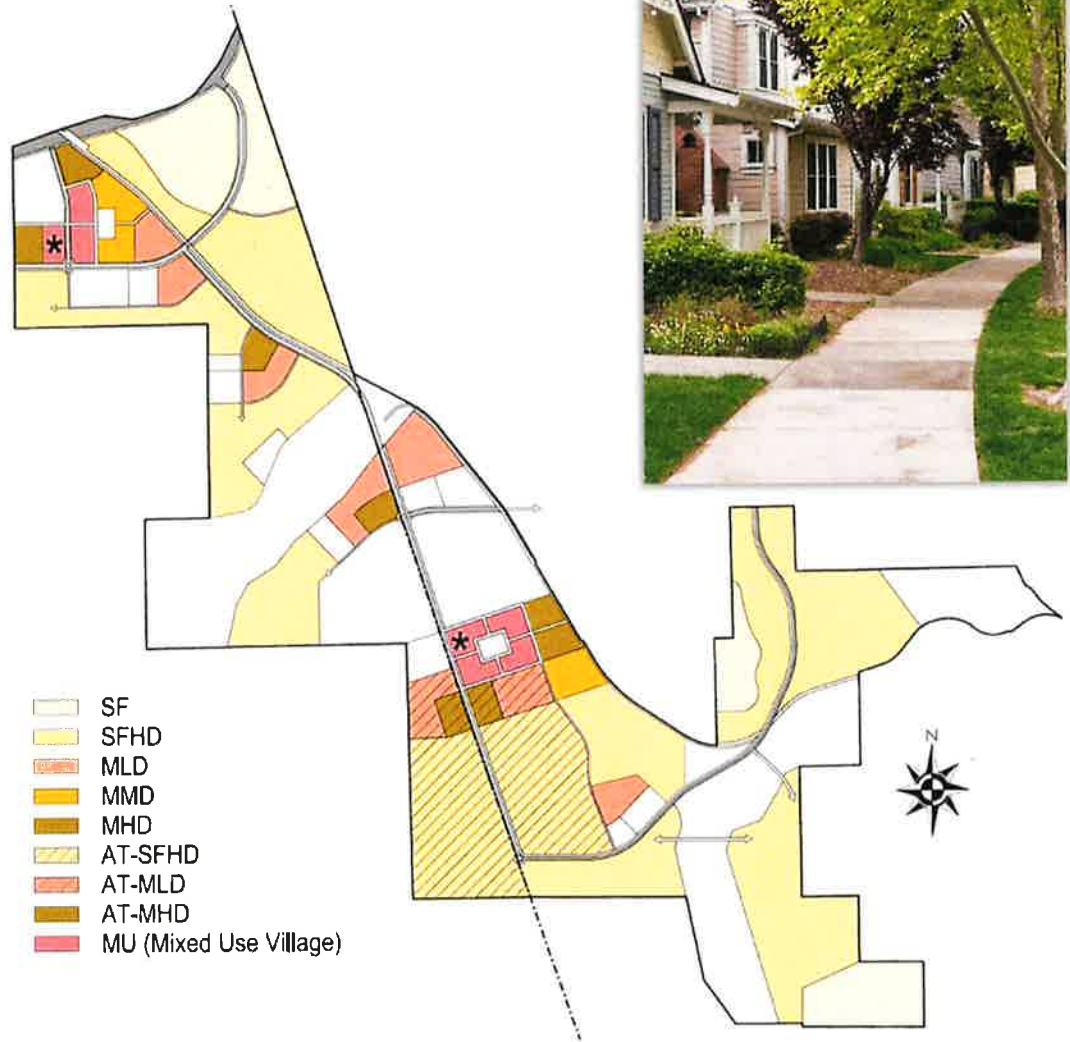 SF
SFHD
MLD
MMD
MHD
AT-SFHD
AT-MLD
AT-MHD
MU (Mixed Use Village)
N
*
*